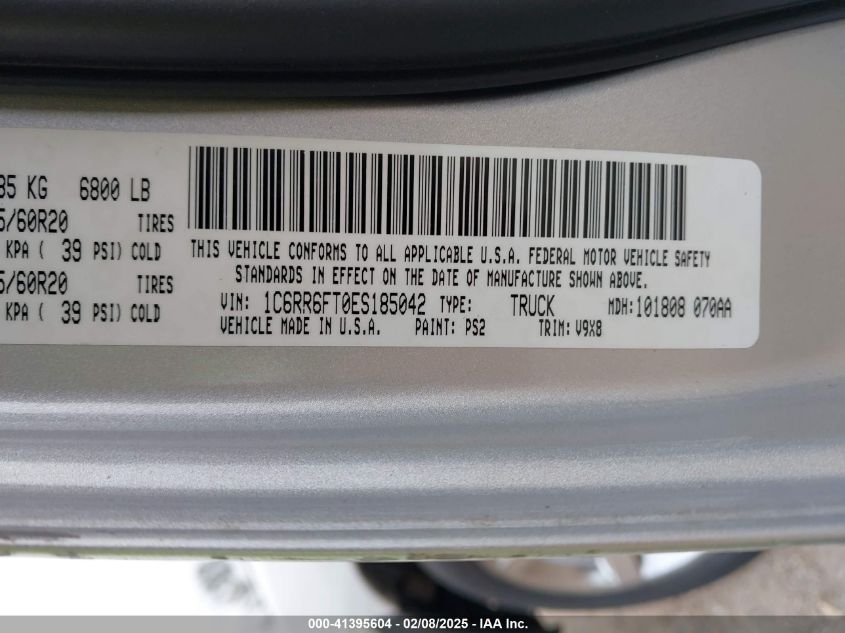 85 KG 6800 LB
5/60R20 TIRES
KPA ( 39 PSI) COLD
5/60R20 TIRES
KPA ( 39 PSI) COLD
THIS VEHICLE CONFORMS TO ALL APPLICABLE U.S.A. FEDERAL MOTOR VEHICLE SAFETY
STANDARDS IN EFFECT ON THE DATE OF MANUFACTURE SHOWN ABOVE.
VIN: 1C6RR6FT0ES185042 TYPE: TRUCK MDH:101808 070AA
VEHICLE MADE IN U.S.A. PAINT: PS2 TRIM: V9X8
000-41395604 - 02/08/2025 - IAA Inc.